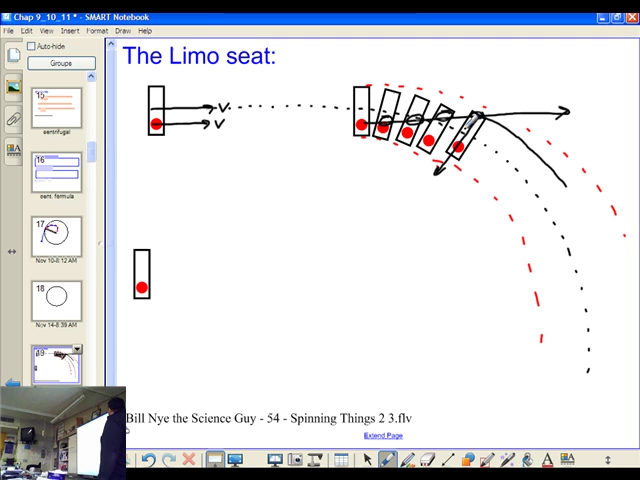 Chap 9_10_11 * - SMART Notebook
File Edit View Insert Format Draw Help
Auto-hide
Groups
15
sentrifugal
16
cent. formula
17
Nov 10-8:12 AM
18
Nov 14-8:39 AM
19
The Limo seat:
V
V
Bill Nye the Science Guy - 54 - Spinning Things 2 3.flv
Extend Page